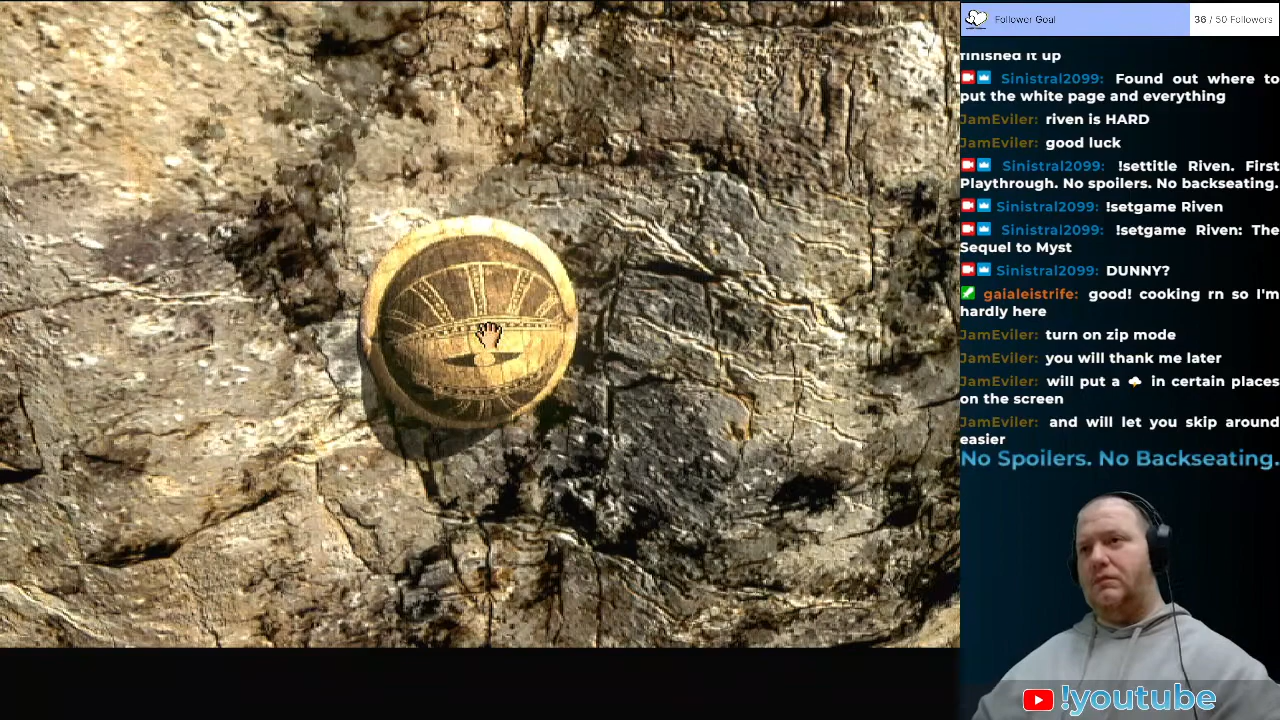 Follower Goal
36 / 50 Followers
finished it up
Sinistral2099: Found out where to
put the white page and everything
JamEviler: riven is HARD
JamEviler: good luck
Sinistral2099: !settitle Riven. First
Playthrough. No spoilers. No backseating.
Sinistral2099: !setgame Riven
Sinistral2099: !setgame Riven: The
Sequel to Myst
Sinistral2099: DUNNY?
gaialeistrife: good! cooking rn so I'm
hardly here
JamEviler: turn on zip mode
JamEviler: you will thank me later
JamEviler: will put a 🌩 in certain places
on the screen
JamEviler: and will let you skip around
easier
No Spoilers. No Backseating.
!youtube